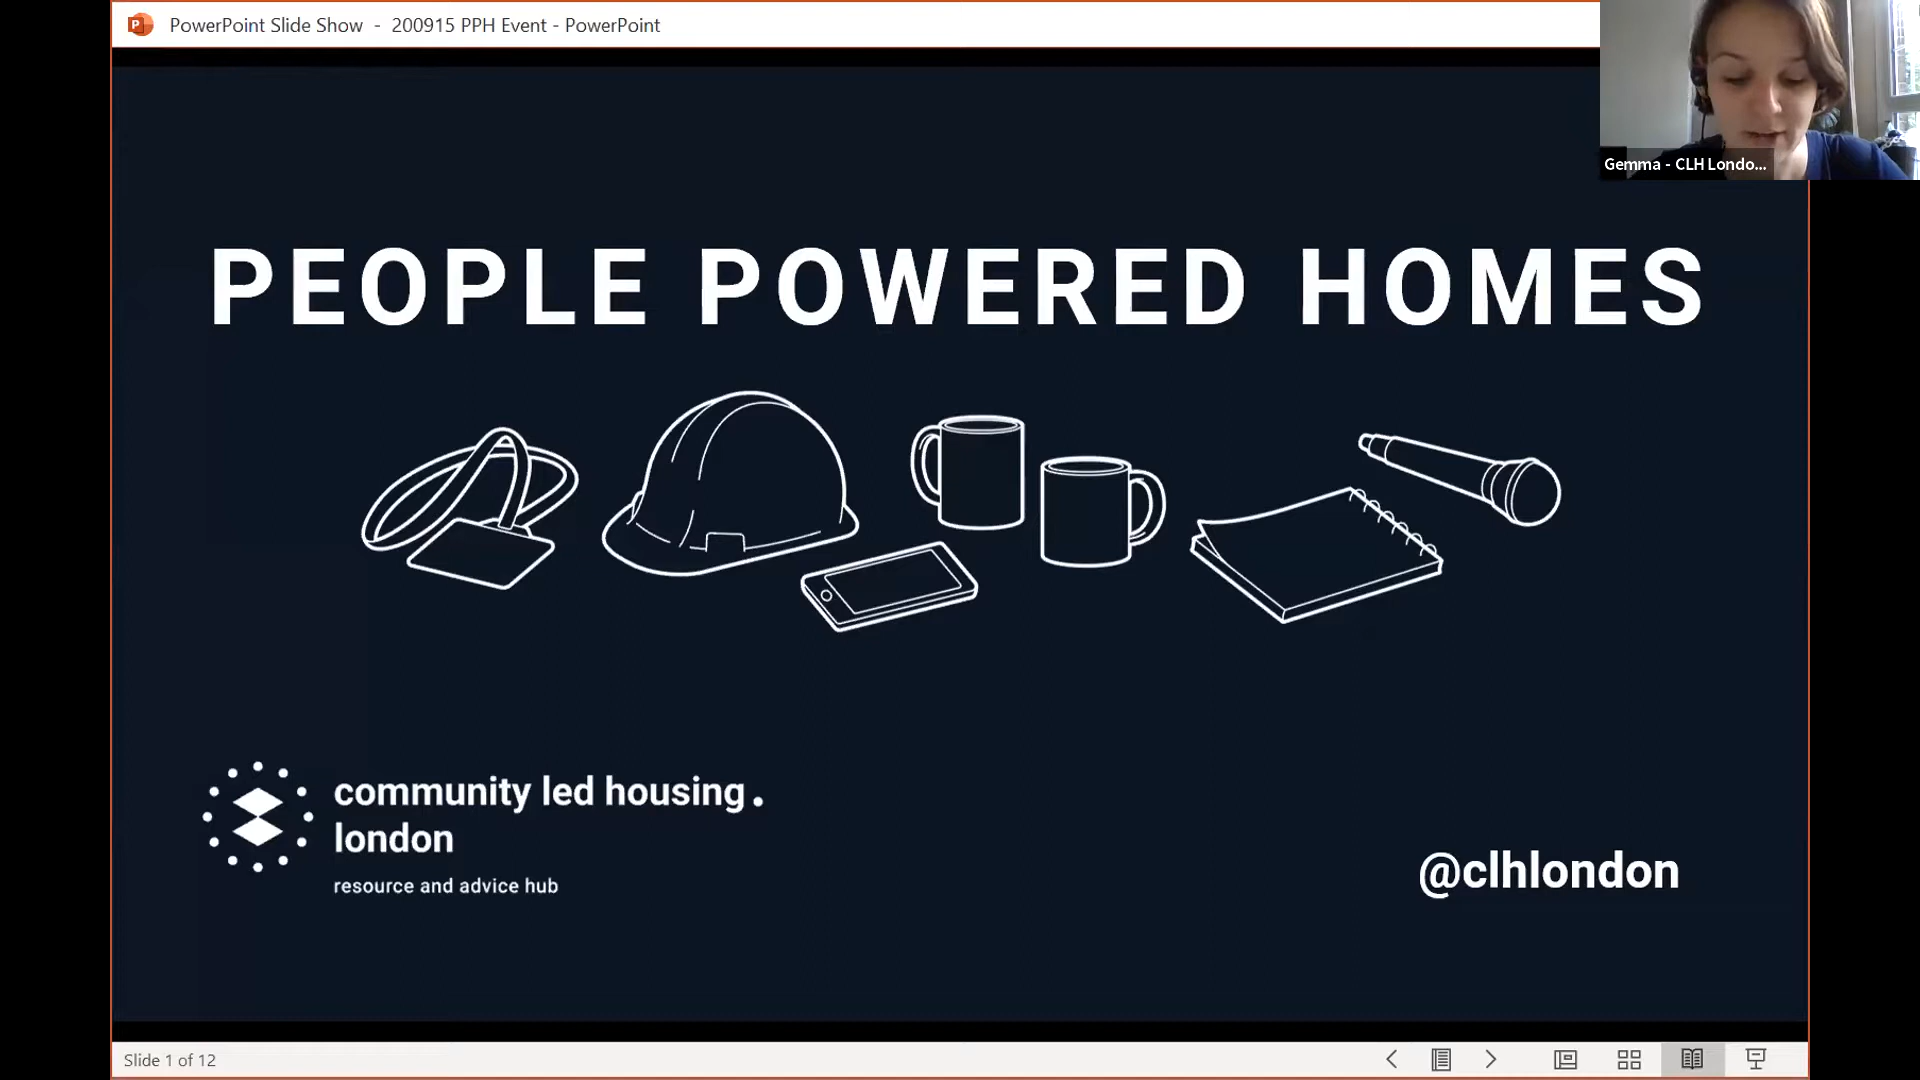 PowerPoint Slide Show - 200915 PPH Event - PowerPoint
Gemma - CLH Londo...
PEOPLE POWERED HOMES
community led housing.
london
resource and advice hub
@clhlondon
Slide 1 of 12